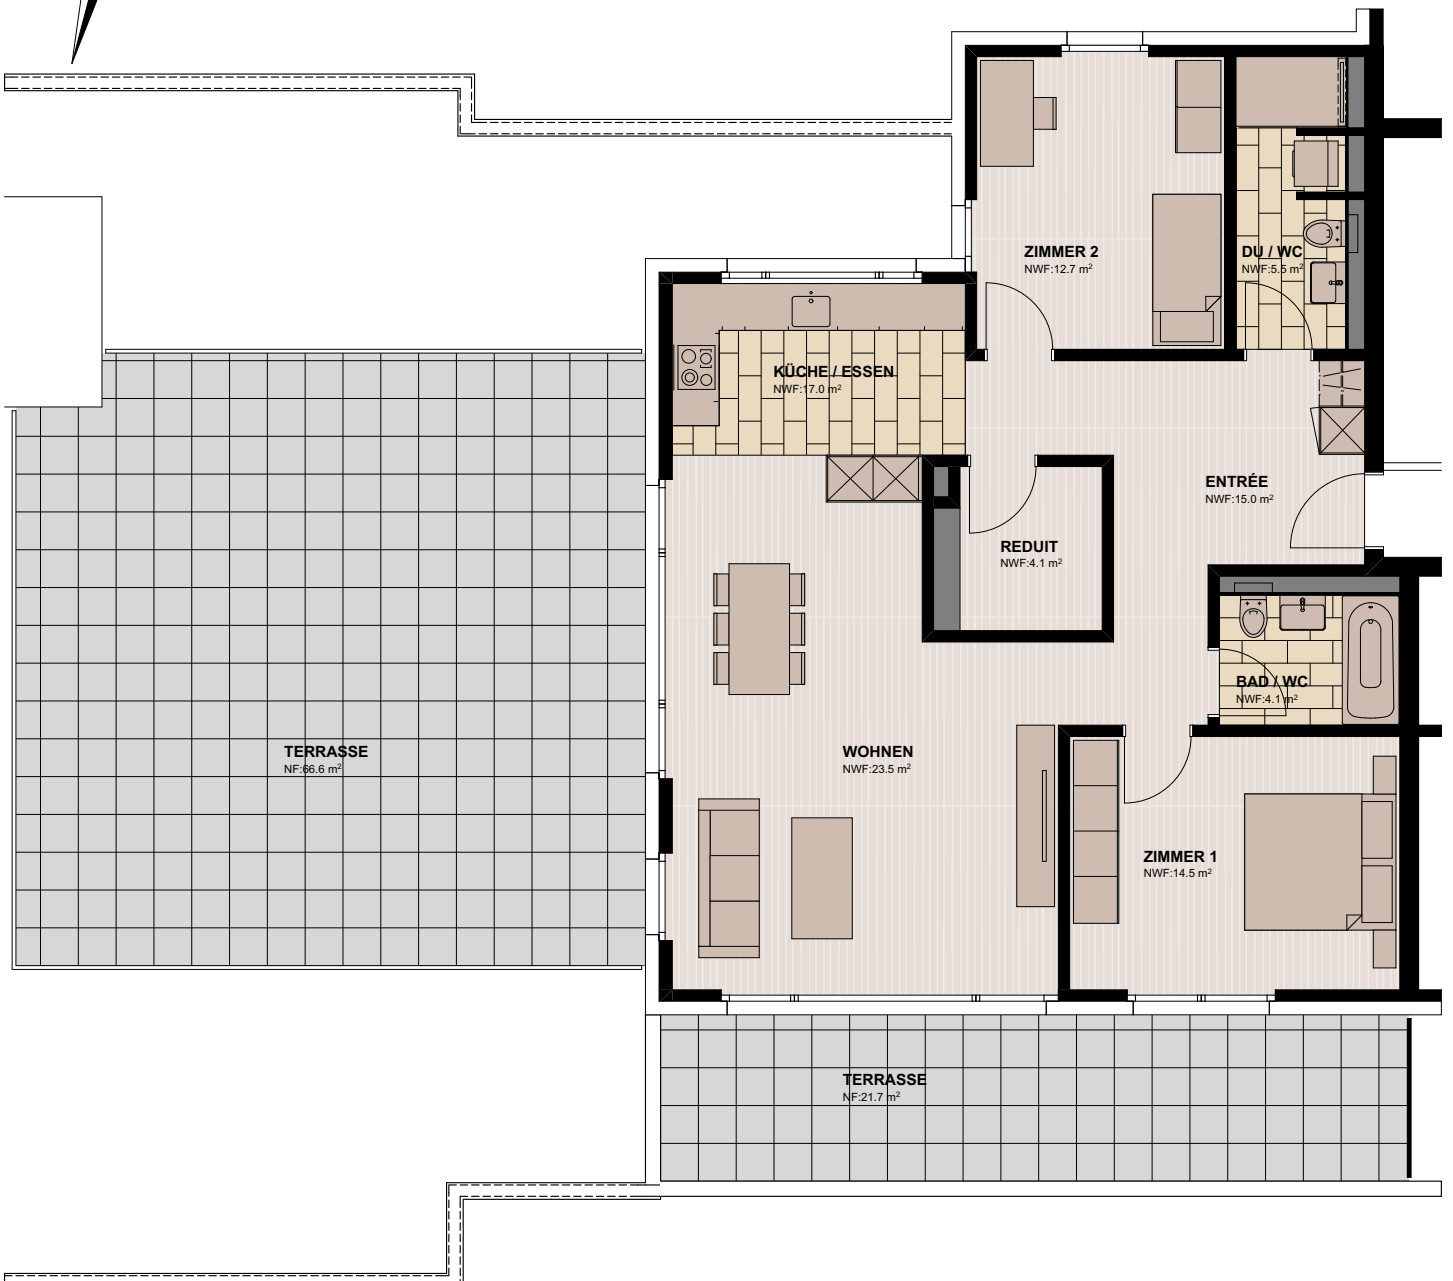 ZIMMER 2
NWF:12.7 m²
DU / WC
NWF:5.5 m²
KÜCHE / ESSEN
NWF:17.0 m²
ENTRÉE
NWF:15.0 m²
REDUIT
NWF:4.1 m²
BAD / WC
NWF:4.1 m²
TERRASSE
NF:66.6 m²
WOHNEN
NWF:23.5 m²
ZIMMER 1
NWF:14.5 m²
TERRASSE
NF:21.7 m²